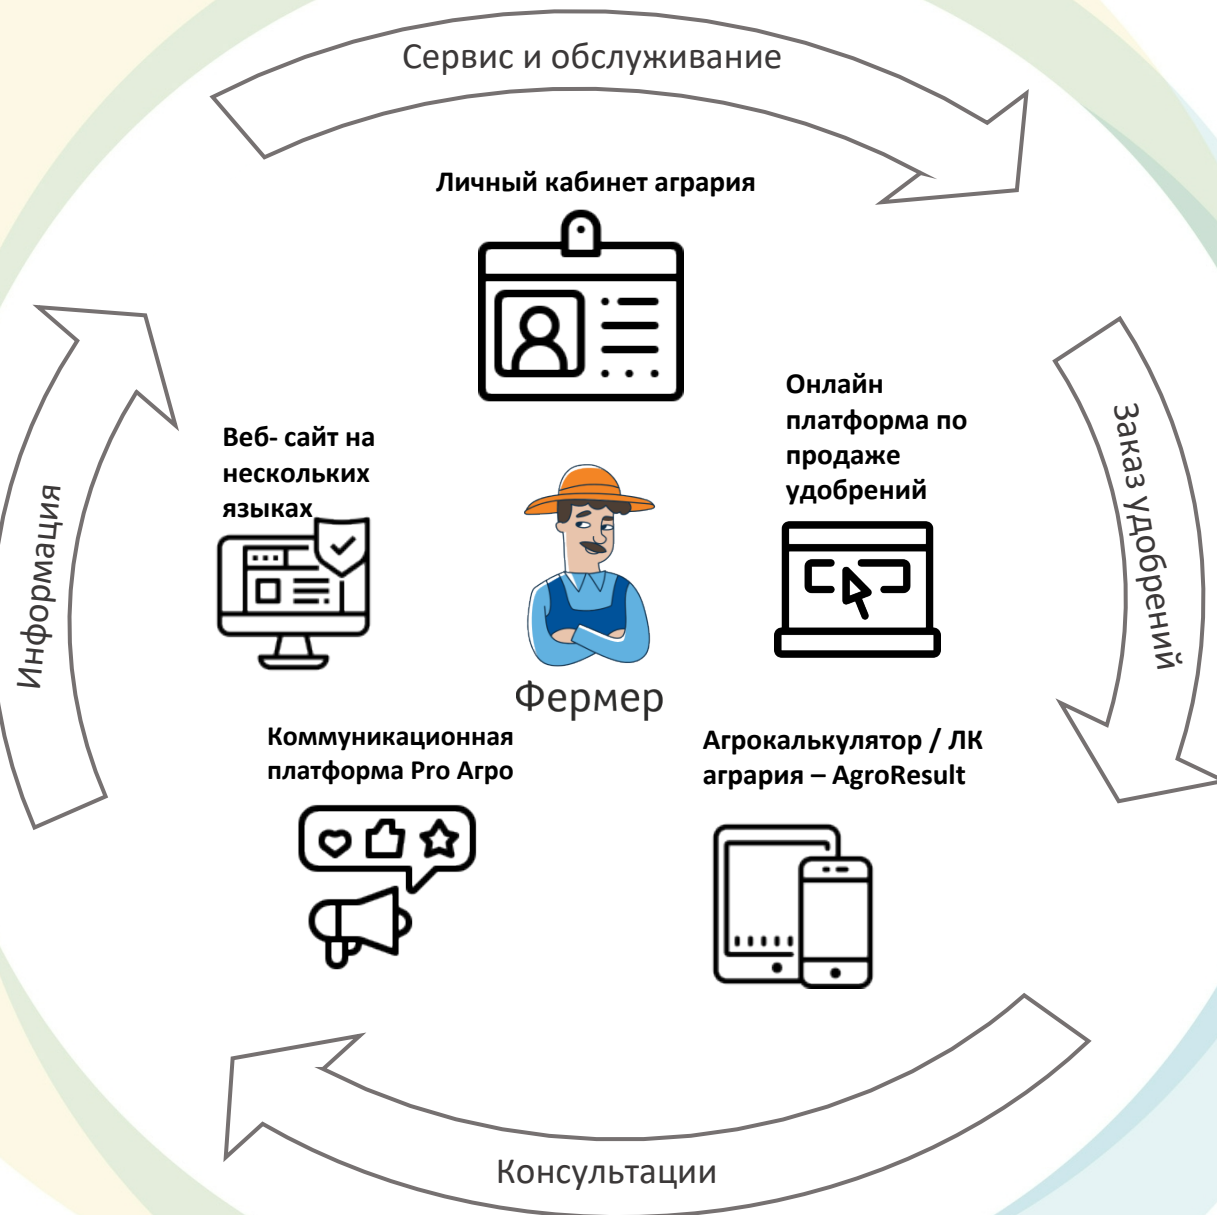 Сервис и обслуживание
Личный кабинет агрария
Онлайн
платформа по
продаже
удобрений
Заказ удобрений
Веб- сайт на
нескольких
языках
Информация
Фермер
Коммуникационная
платформа Pro Агро
Агрокалькулятор / ЛК
агрария – AgroResult
Консультации